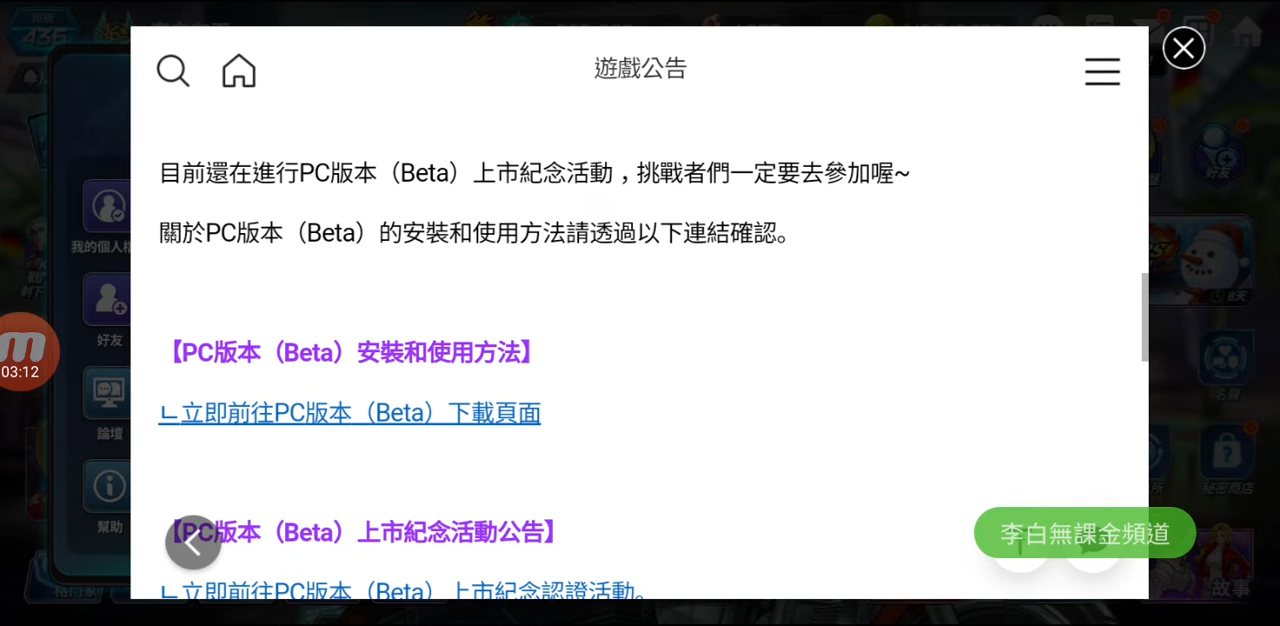 436
遊戲公告
目前還在進行PC版本（Beta）上市紀念活動，挑戰者們一定要去參加喔~
關於PC版本（Beta）的安裝和使用方法請透過以下連結確認。
【PC版本（Beta）安裝和使用方法】
ㄴ立即前往PC版本（Beta）下載頁面
【PC版本（Beta）上市紀念活動公告】
ㄴ立即前往PC版本（Beta）上市紀念認證活動。
我的個人檔
好友
論壇
幫助
03:12
好友
名聲
秘密商店
故事
李白無課金頻道